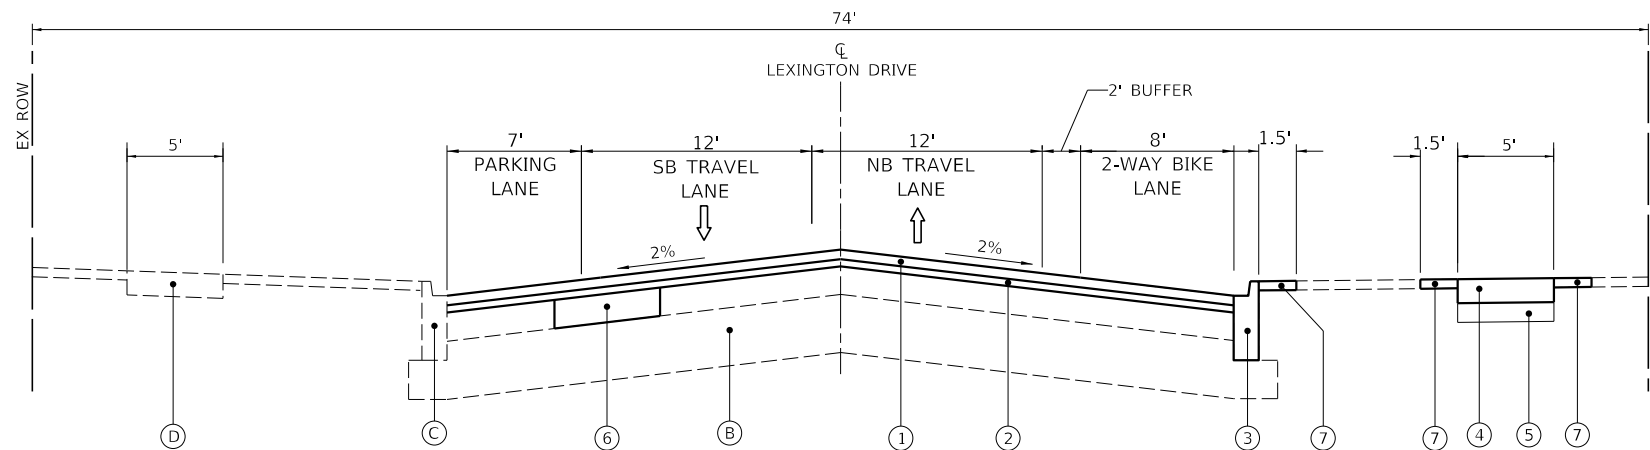 74'
℄
LEXINGTON DRIVE
EX ROW
2' BUFFER
5'
7'
PARKING
LANE
12'
SB TRAVEL
LANE
12'
NB TRAVEL
LANE
8'
2-WAY BIKE
LANE
1.5'
1.5'
5'
2%
2%
D
C
6
B
1
2
3
7
7
4
5
7